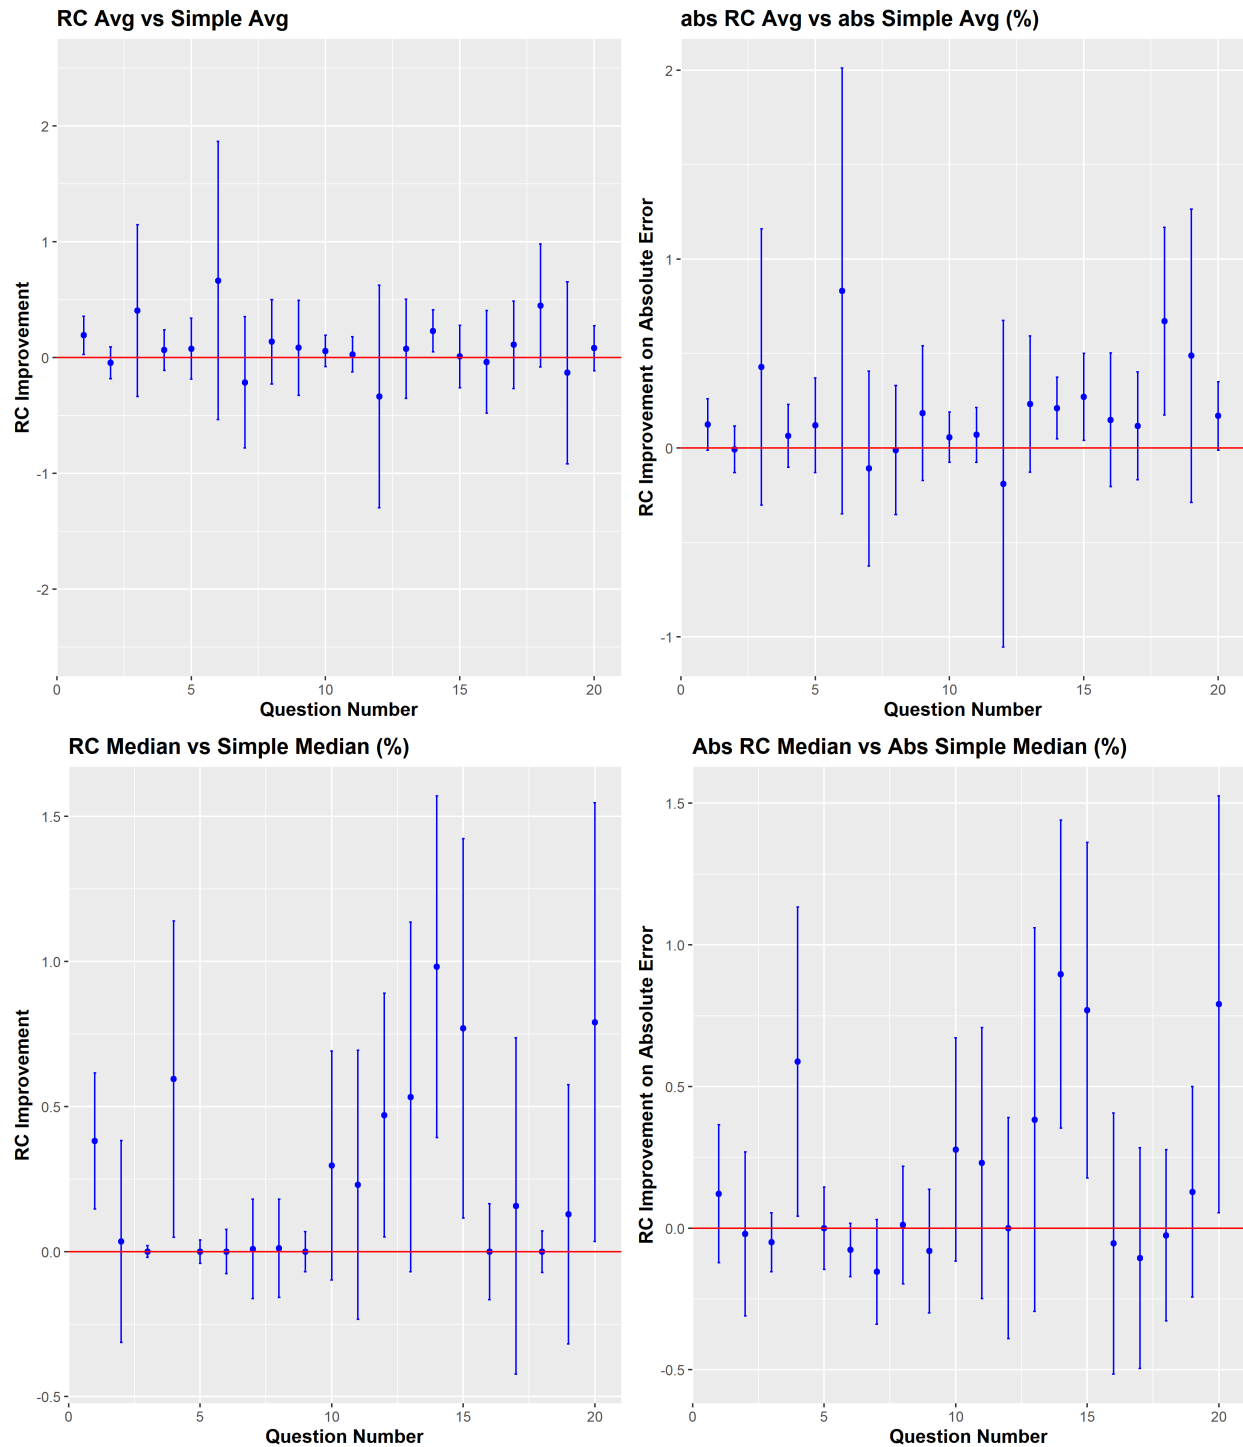 RC Avg vs Simple Avg
RC Improvement
2
1
0
-1
-2
0 5 10 15 20
Question Number
abs RC Avg vs abs Simple Avg (%)
RC Improvement on Absolute Error
2
1
0
-1
0 5 10 15 20
Question Number
RC Median vs Simple Median (%)
RC Improvement
1.5
1.0
0.5
0.0
-0.5
0 5 10 15 20
Question Number
Abs RC Median vs Abs Simple Median (%)
RC Improvement on Absolute Error
1.5
1.0
0.5
0.0
-0.5
0 5 10 15 20
Question Number